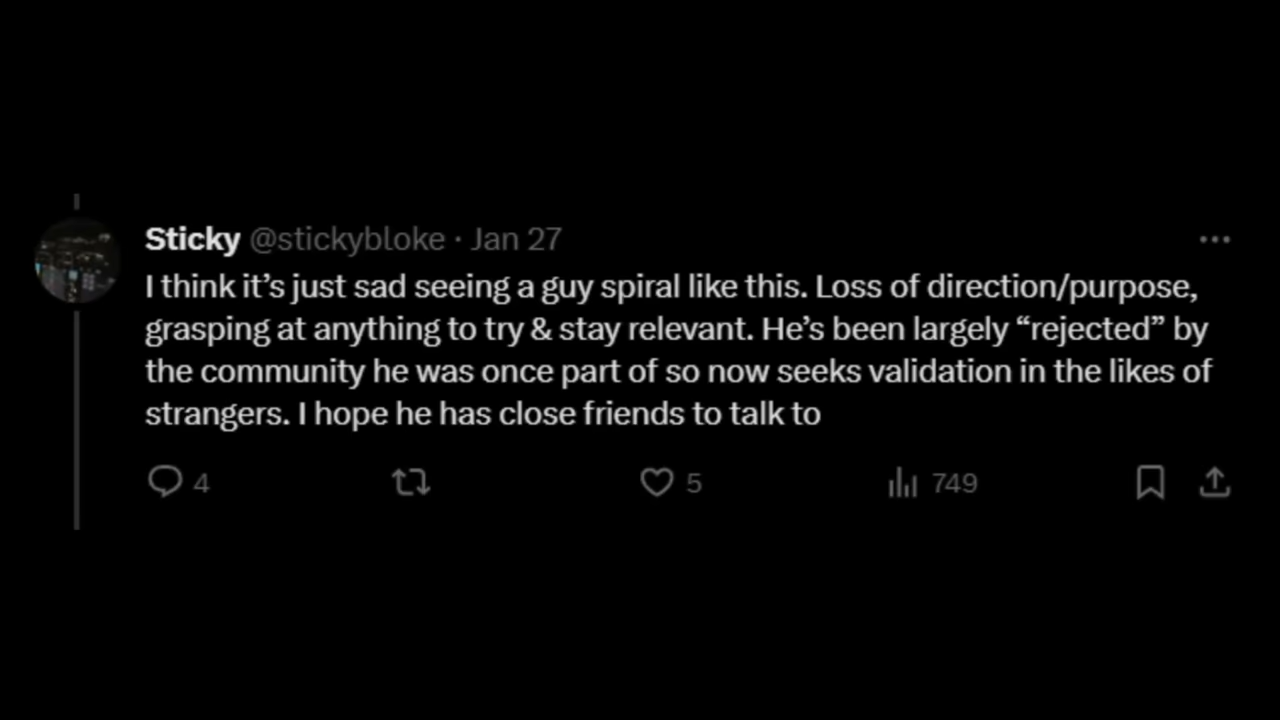 Sticky @stickybloke · Jan 27
I think it’s just sad seeing a guy spiral like this. Loss of direction/purpose,
grasping at anything to try & stay relevant. He’s been largely “rejected” by
the community he was once part of so now seeks validation in the likes of
strangers. I hope he has close friends to talk to
4 5 749